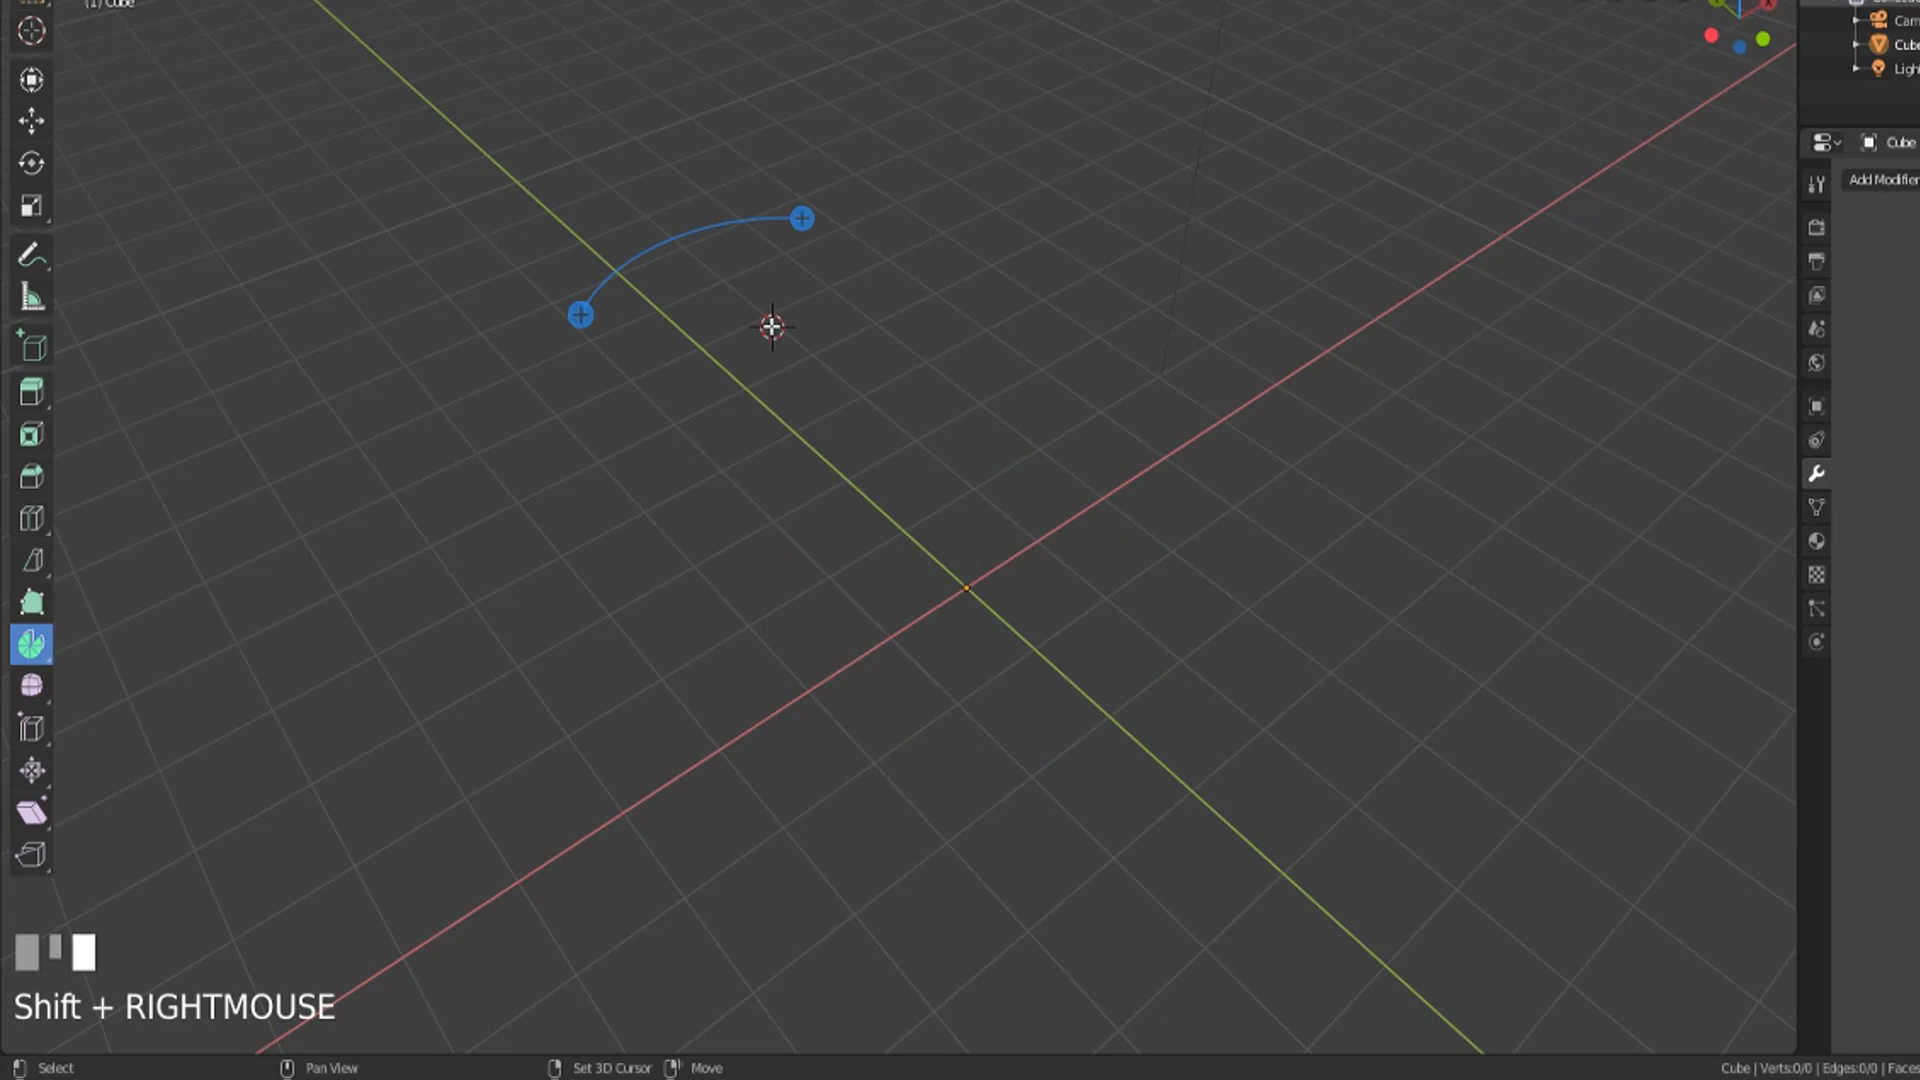 (1) Cube
Cam
Cube
Ligh
Cube
Add Modifier
Shift + RIGHTMOUSE
Select
Pan View
Set 3D Cursor
Move
Cube | Verts:0/0 | Edges:0/0 | Faces